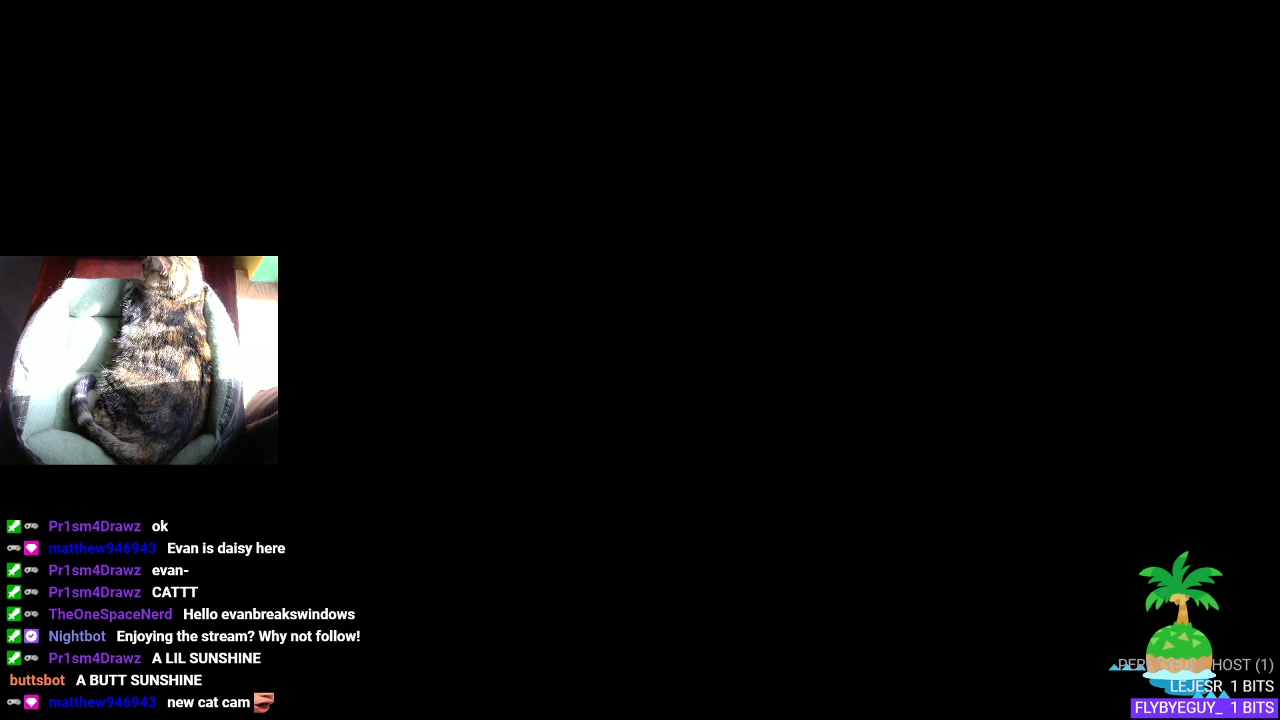 Pr1sm4Drawz ok
matthew946943 Evan is daisy here
Pr1sm4Drawz evan-
Pr1sm4Drawz CATTT
TheOneSpaceNerd Hello evanbreakswindows
Nightbot Enjoying the stream? Why not follow!
Pr1sm4Drawz A LIL SUNSHINE
buttsbot A BUTT SUNSHINE
matthew946943 new cat cam
HOST (1)
LEJESR_ 1 BITS
FLYBYEGUY_ 1 BITS